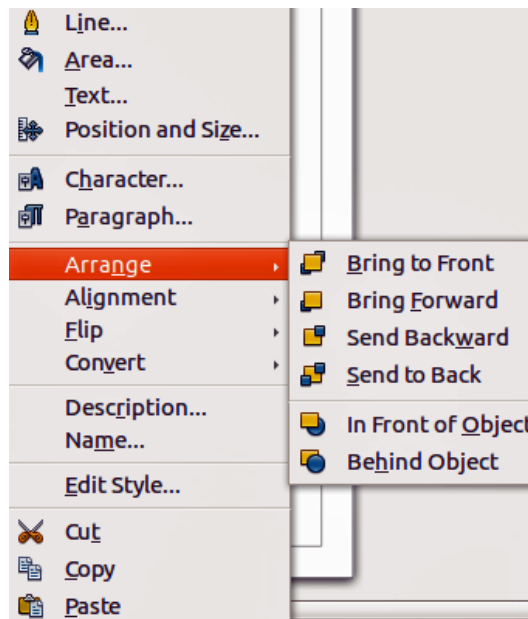 Line...
Area...
Text...
Position and Size...
Character...
Paragraph...
Arrange
Alignment
Flip
Convert
Description...
Name...
Edit Style...
Cut
Copy
Paste
Bring to Front
Bring Forward
Send Backward
Send to Back
In Front of Object
Behind Object